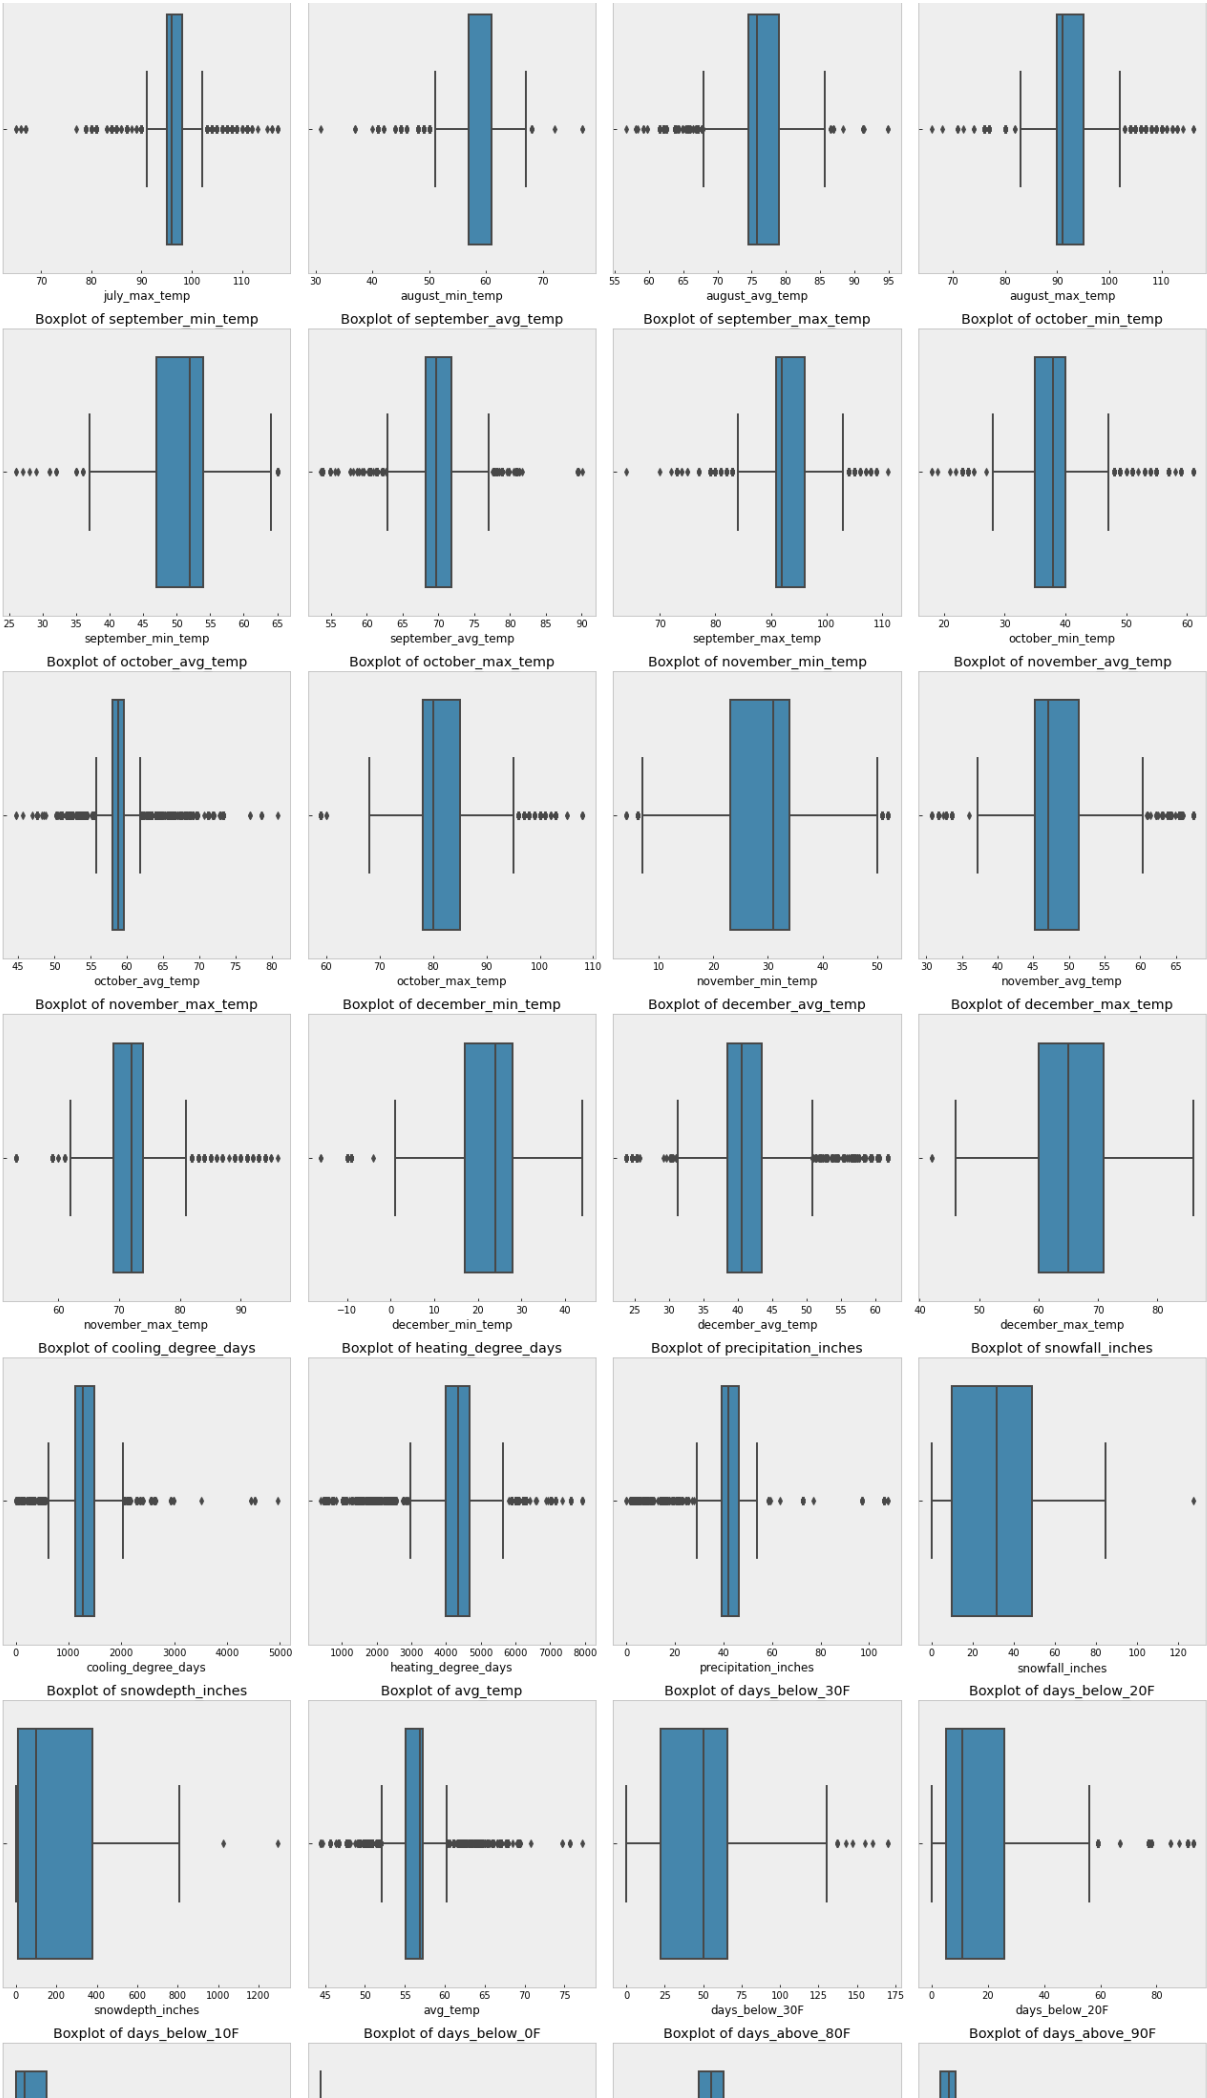 70 80 90 100 110
july_max_temp
30 40 50 60 70
august_min_temp
55 60 65 70 75 80 85 90 95
august_avg_temp
70 80 90 100 110
august_max_temp
Boxplot of september_min_temp
Boxplot of september_avg_temp
Boxplot of september_max_temp
Boxplot of october_min_temp
25 30 35 40 45 50 55 60 65
september_min_temp
55 60 65 70 75 80 85 90
september_avg_temp
70 80 90 100 110
september_max_temp
20 30 40 50 60
october_min_temp
Boxplot of october_avg_temp
Boxplot of october_max_temp
Boxplot of november_min_temp
Boxplot of november_avg_temp
45 50 55 60 65 70 75 80
october_avg_temp
60 70 80 90 100 110
october_max_temp
10 20 30 40 50
november_min_temp
30 35 40 45 50 55 60 65
november_avg_temp
Boxplot of november_max_temp
Boxplot of december_min_temp
Boxplot of december_avg_temp
Boxplot of december_max_temp
60 70 80 90
november_max_temp
−10 0 10 20 30 40
december_min_temp
25 30 35 40 45 50 55 60
december_avg_temp
40 50 60 70 80
december_max_temp
Boxplot of cooling_degree_days
Boxplot of heating_degree_days
Boxplot of precipitation_inches
Boxplot of snowfall_inches
0 1000 2000 3000 4000 5000
cooling_degree_days
1000 2000 3000 4000 5000 6000 7000 8000
heating_degree_days
0 20 40 60 80 100
precipitation_inches
0 20 40 60 80 100 120
snowfall_inches
Boxplot of snowdepth_inches
Boxplot of avg_temp
Boxplot of days_below_30F
Boxplot of days_below_20F
0 200 400 600 800 1000 1200
snowdepth_inches
45 50 55 60 65 70 75
avg_temp
0 25 50 75 100 125 150 175
days_below_30F
0 20 40 60 80
days_below_20F
Boxplot of days_below_10F
Boxplot of days_below_0F
Boxplot of days_above_80F
Boxplot of days_above_90F